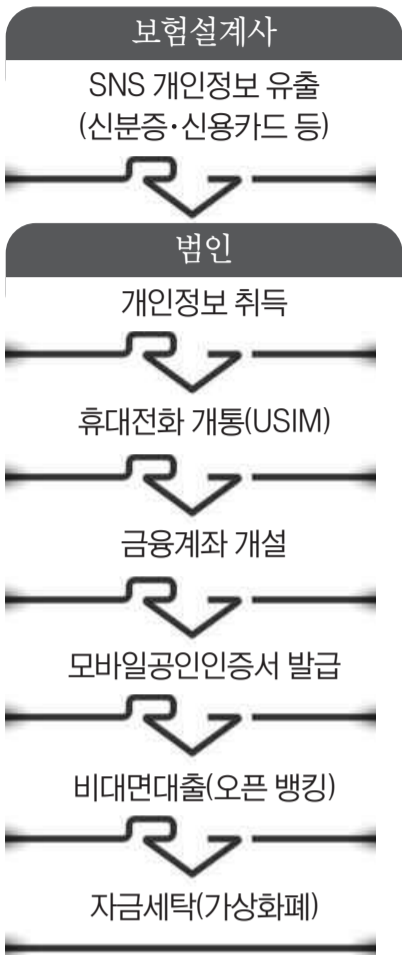 보험설계사
SNS 개인정보 유출
(신분증·신용카드 등)
범인
개인정보 취득
휴대전화 개통(USIM)
금융계좌 개설
모바일공인인증서 발급
비대면대출(오픈 뱅킹)
자금세탁(가상화폐)